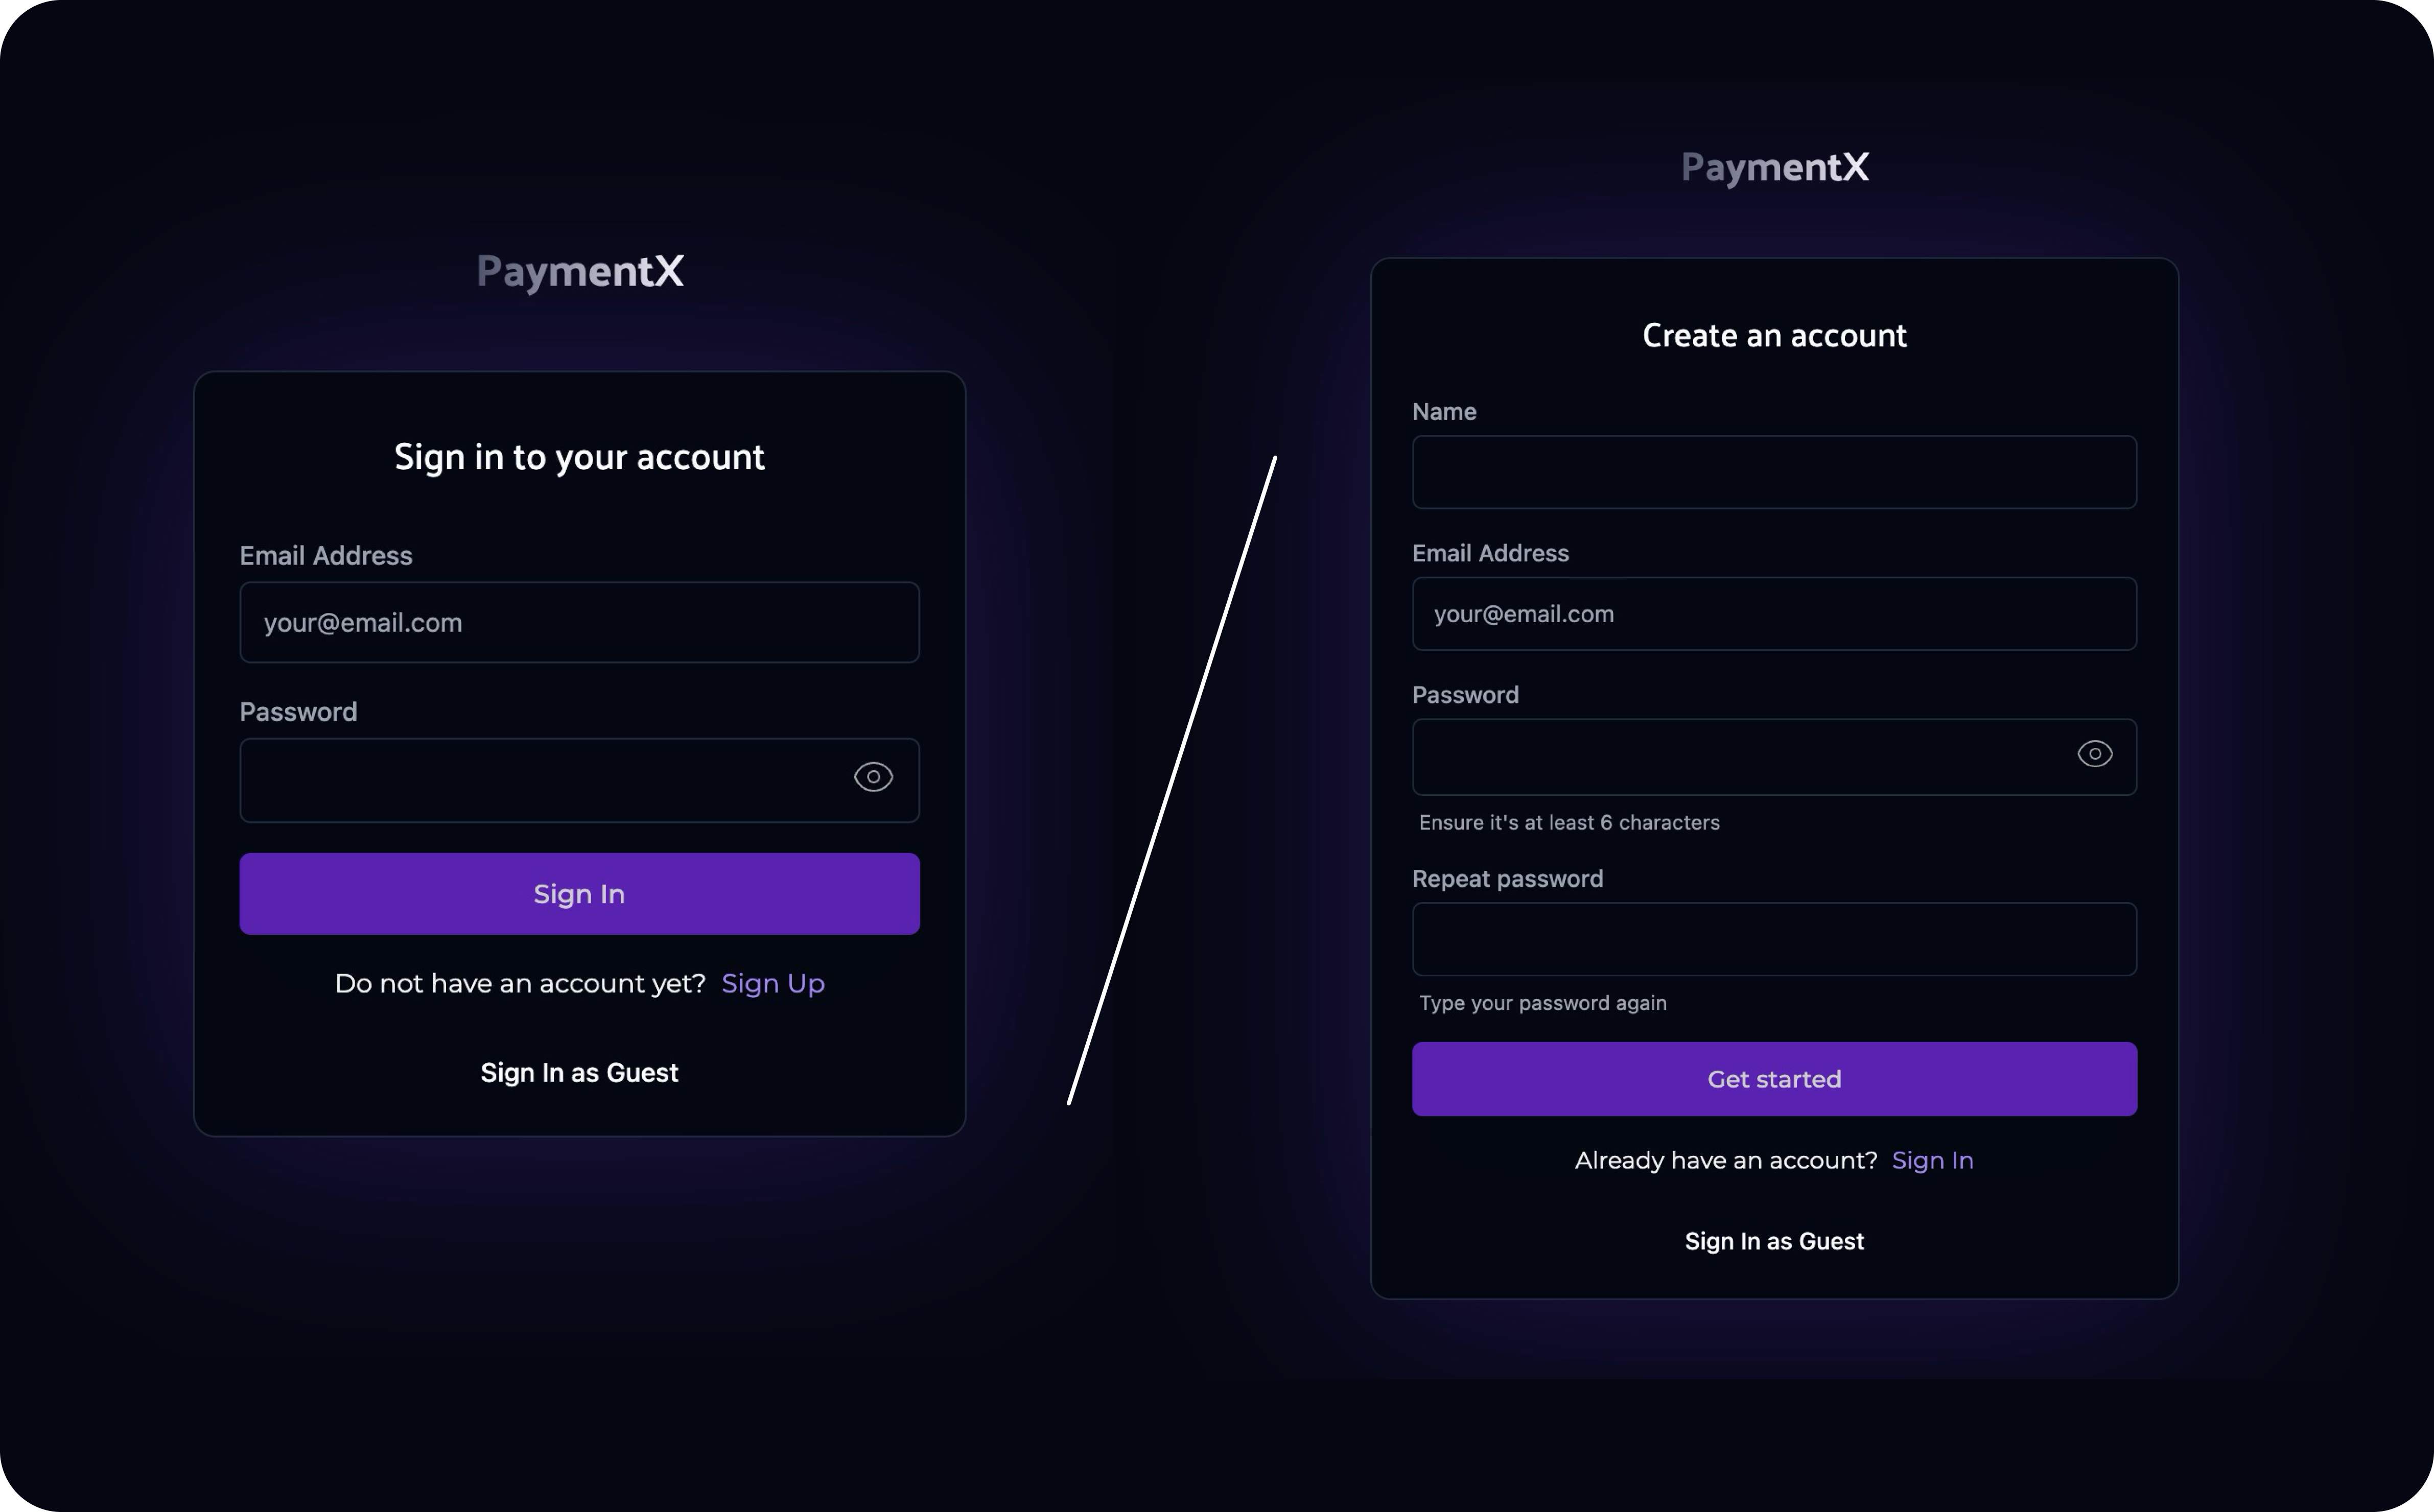 PaymentX
Sign in to your account
Email Address
your@email.com
Password
Sign In
Do not have an account yet? Sign Up
Sign In as Guest
PaymentX
Create an account
Name
Email Address
your@email.com
Password
Ensure it's at least 6 characters
Repeat password
Type your password again
Get started
Already have an account? Sign In
Sign In as Guest